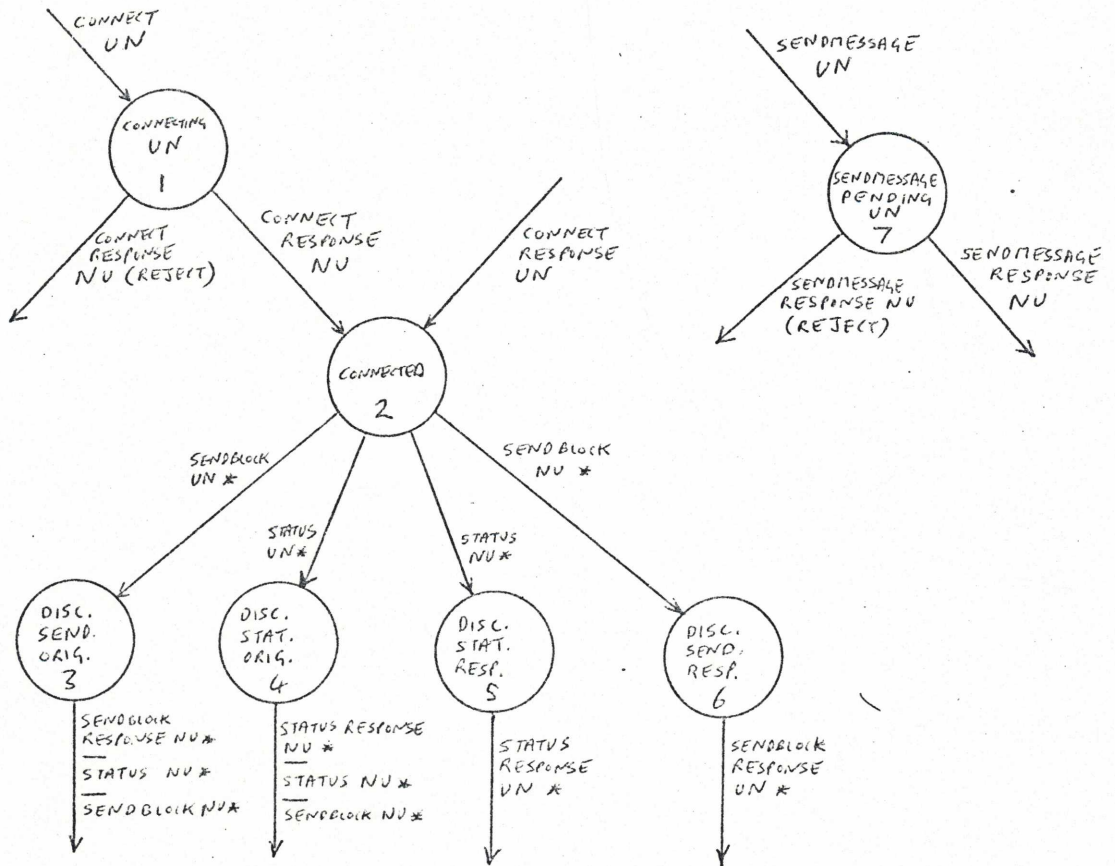 CONNECT
UN
CONNECTING
UN
1
CONNECT
RESPONSE
NU (REJECT)
CONNECT
RESPONSE
NU
CONNECT
RESPONSE
UN
SENDMESSAGE
UN
SENDMESSAGE
PENDING
UN
7
SENDMESSAGE
RESPONSE NU
(REJECT)
SENDMESSAGE
RESPONSE
NU
CONNECTED
2
SENDBLOCK
UN *
STATUS
UN *
STATUS
NU *
SENDBLOCK
NU *
DISC.
SEND.
ORIG.
3
DISC.
STAT.
ORIG.
4
DISC.
STAT.
RESP.
5
DISC.
SEND.
RESP.
6
SENDBLOCK
RESPONSE NU *
STATUS NU *
SENDBLOCK NU *
STATUS RESPONSE
NU *
STATUS NU *
SENDBLOCK NU *
STATUS
RESPONSE
UN *
SENDBLOCK
RESPONSE
UN *